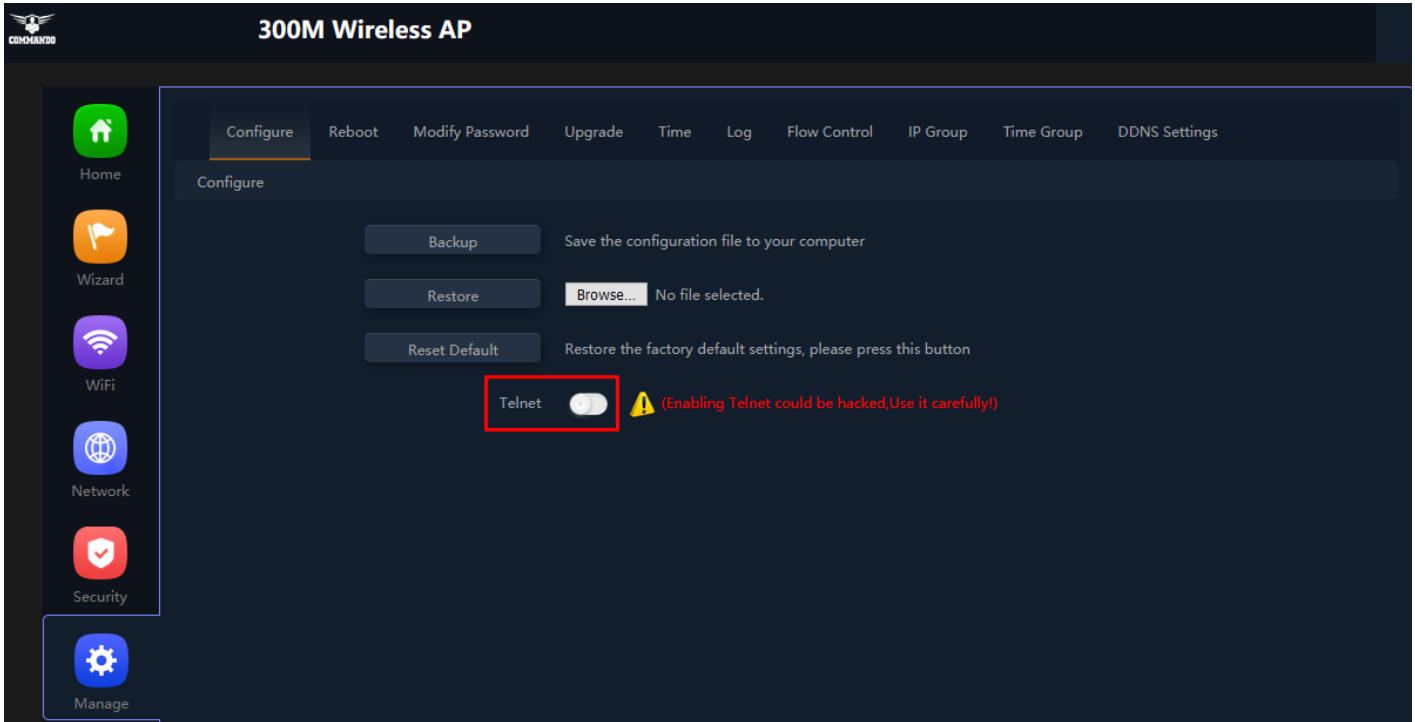 COMMANDO
300M Wireless AP
Configure Reboot Modify Password Upgrade Time Log Flow Control IP Group Time Group DDNS Settings
Configure
Home
Wizard
WiFi
Network
Security
Manage
Backup Save the configuration file to your computer
Restore Browse... No file selected.
Reset Default Restore the factory default settings, please press this button
Telnet (Enabling Telnet could be hacked,Use it carefully!)